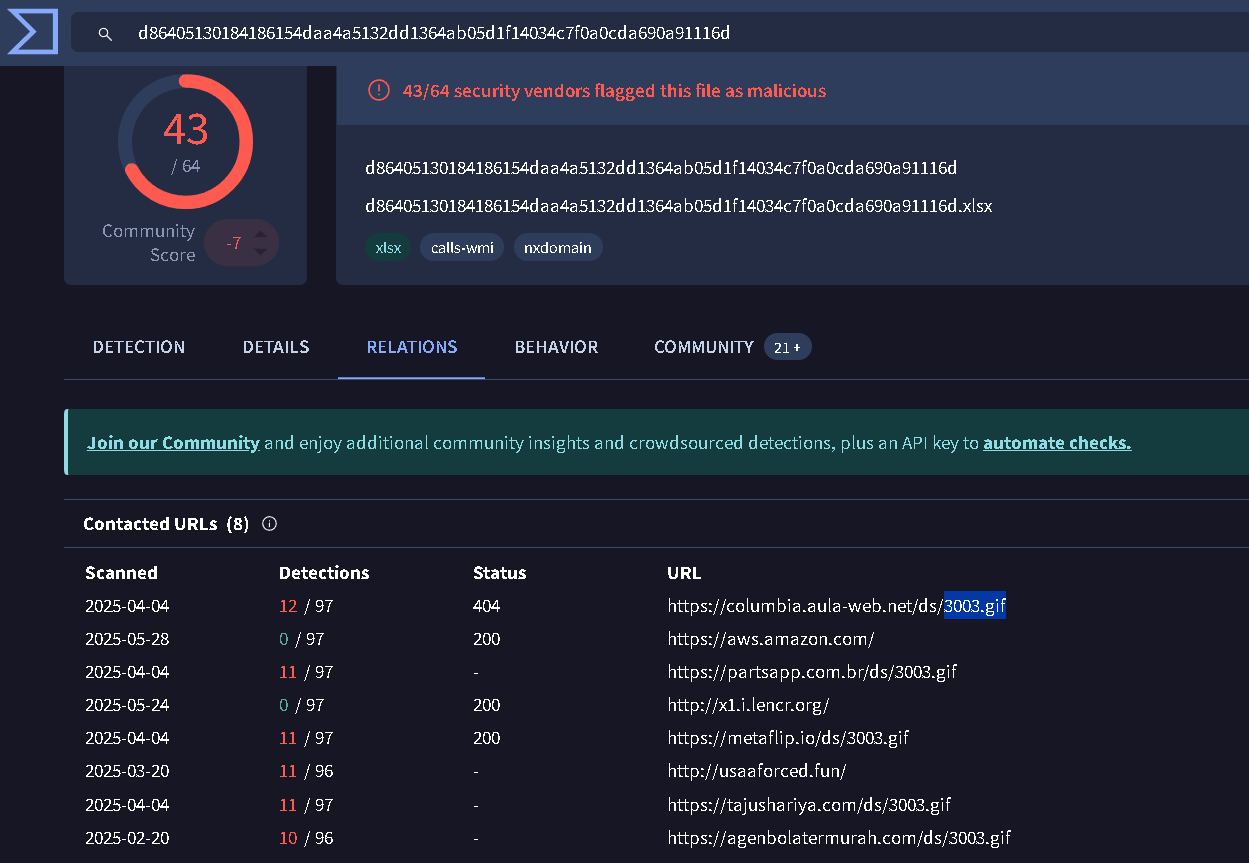 d86405130184186154daa4a5132dd1364ab05d1f14034c7f0a0cda690a91116d
43
/ 64
Community Score -7
43/64 security vendors flagged this file as malicious
d86405130184186154daa4a5132dd1364ab05d1f14034c7f0a0cda690a91116d
d86405130184186154daa4a5132dd1364ab05d1f14034c7f0a0cda690a91116d.xlsx
xlsx calls-wmi nxdomain
DETECTION DETAILS RELATIONS BEHAVIOR COMMUNITY 21+
Join our Community and enjoy additional community insights and crowdsourced detections, plus an API key to automate checks.
Contacted URLs (8)
Scanned Detections Status URL
2025-04-04 12 / 97 404 https://columbia.aula-web.net/ds/3003.gif
2025-05-28 0 / 97 200 https://aws.amazon.com/
2025-04-04 11 / 97 - https://partsapp.com.br/ds/3003.gif
2025-05-24 0 / 97 200 http://x1.i.lencr.org/
2025-04-04 11 / 97 200 https://metaflip.io/ds/3003.gif
2025-03-20 11 / 96 - http://usaaforced.fun/
2025-04-04 11 / 97 - https://tajushariya.com/ds/3003.gif
2025-02-20 10 / 96 - https://agenbolatermurah.com/ds/3003.gif